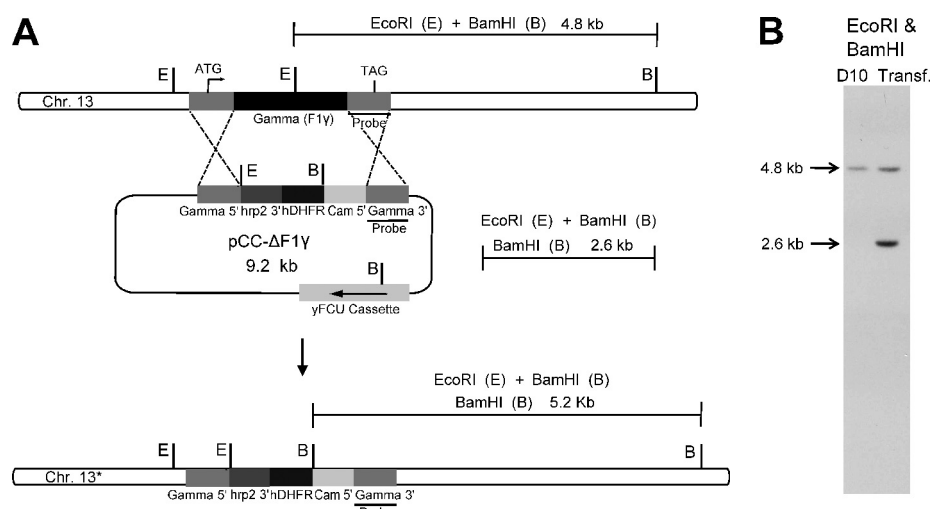 A
EcoRI (E) + BamHI (B) 4.8 kb
E
ATG
E
TAG
B
Chr. 13
Gamma (F1γ)
Probe
E
B
Gamma 5' hrp2 3' hDHFR Cam 5' Gamma 3'
Probe
pCC-ΔF1γ
9.2 kb
B
yFCU Cassette
EcoRI (E) + BamHI (B)
BamHI (B) 2.6 kb
EcoRI (E) + BamHI (B)
BamHI (B) 5.2 Kb
E
E
B
B
Chr. 13*
Gamma 5' hrp2 3' hDHFR Cam 5' Gamma 3'
B
EcoRI &
BamHI
D10 Transf.
4.8 kb
2.6 kb